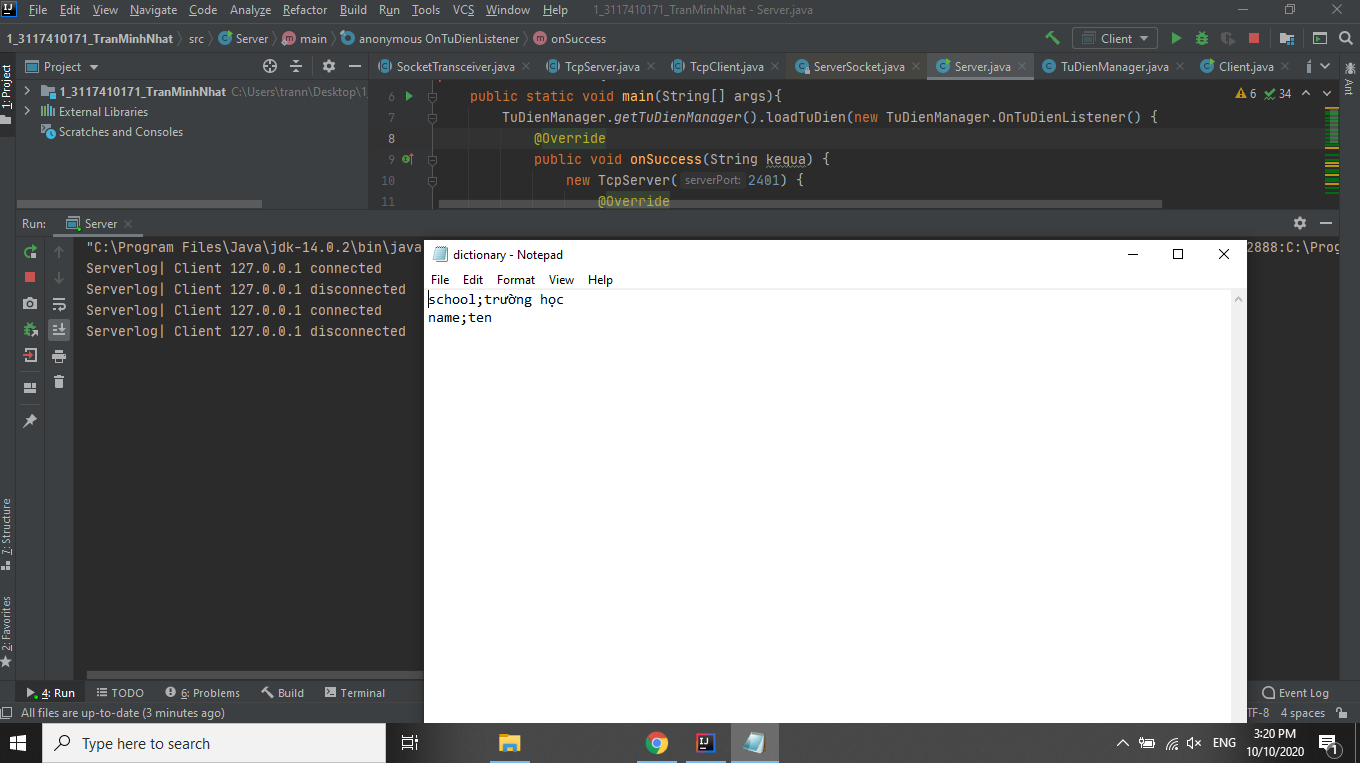 File Edit View Navigate Code Analyze Refactor Build Run Tools VCS Window Help 1_3117410171_TranMinhNhat - Server.java
1_3117410171_TranMinhNhat src Server main anonymous OnTuDienListener onSuccess Client
1: Project
Project
SocketTransceiver.java TcpServer.java TcpClient.java ServerSocket.java Server.java TuDienManager.java Client.java
Ant
1_3117410171_TranMinhNhat C:\Users\trann\Desktop\1_
External Libraries
Scratches and Consoles
6 public static void main(String[] args){
7 TuDienManager.getTuDienManager().loadTuDien(new TuDienManager.OnTuDienListener() {
8 @Override
9 public void onSuccess(String kequa) {
10 new TcpServer( serverPort: 2401) {
11 @Override
6 34
Run: Server
"C:\Program Files\Java\jdk-14.0.2\bin\java
2888:C:\Prog
Serverlog| Client 127.0.0.1 connected
Serverlog| Client 127.0.0.1 disconnected
Serverlog| Client 127.0.0.1 connected
Serverlog| Client 127.0.0.1 disconnected
dictionary - Notepad
File Edit Format View Help
school;trường học
name;ten
7: Structure
2: Favorites
4: Run TODO 6: Problems Build Terminal Event Log
All files are up-to-date (3 minutes ago) TF-8 4 spaces
Type here to search
ENG
3:20 PM
10/10/2020
1